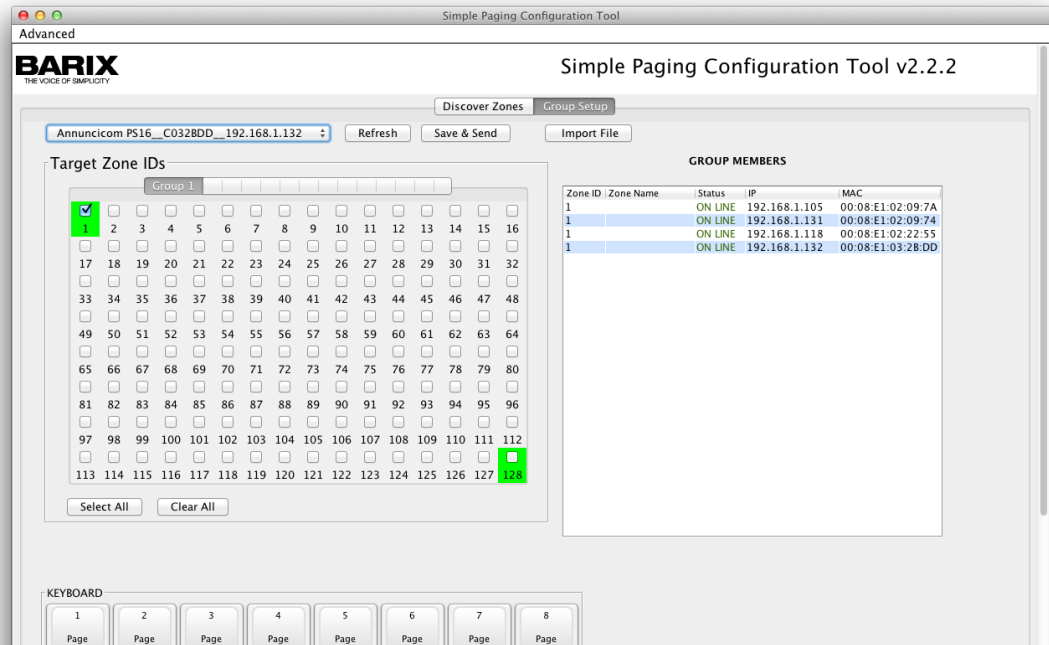 Simple Paging Configuration Tool
Advanced
BARIX
THE VOICE OF SIMPLICITY
Simple Paging Configuration Tool v2.2.2
Discover Zones Group Setup
Annuncicom PS16__C032BDD__192.168.1.132 Refresh Save & Send Import File
Target Zone IDs
GROUP MEMBERS
Group 1
Zone ID Zone Name Status IP MAC
1 ON LINE 192.168.1.105 00:08:E1:02:09:7A
1 ON LINE 192.168.1.131 00:08:E1:02:09:74
1 ON LINE 192.168.1.118 00:08:E1:02:22:55
1 ON LINE 192.168.1.132 00:08:E1:03:2B:DD
1 2 3 4 5 6 7 8 9 10 11 12 13 14 15 16
17 18 19 20 21 22 23 24 25 26 27 28 29 30 31 32
33 34 35 36 37 38 39 40 41 42 43 44 45 46 47 48
49 50 51 52 53 54 55 56 57 58 59 60 61 62 63 64
65 66 67 68 69 70 71 72 73 74 75 76 77 78 79 80
81 82 83 84 85 86 87 88 89 90 91 92 93 94 95 96
97 98 99 100 101 102 103 104 105 106 107 108 109 110 111 112
113 114 115 116 117 118 119 120 121 122 123 124 125 126 127 128
Select All Clear All
KEYBOARD
1 2 3 4 5 6 7 8
Page Page Page Page Page Page Page Page